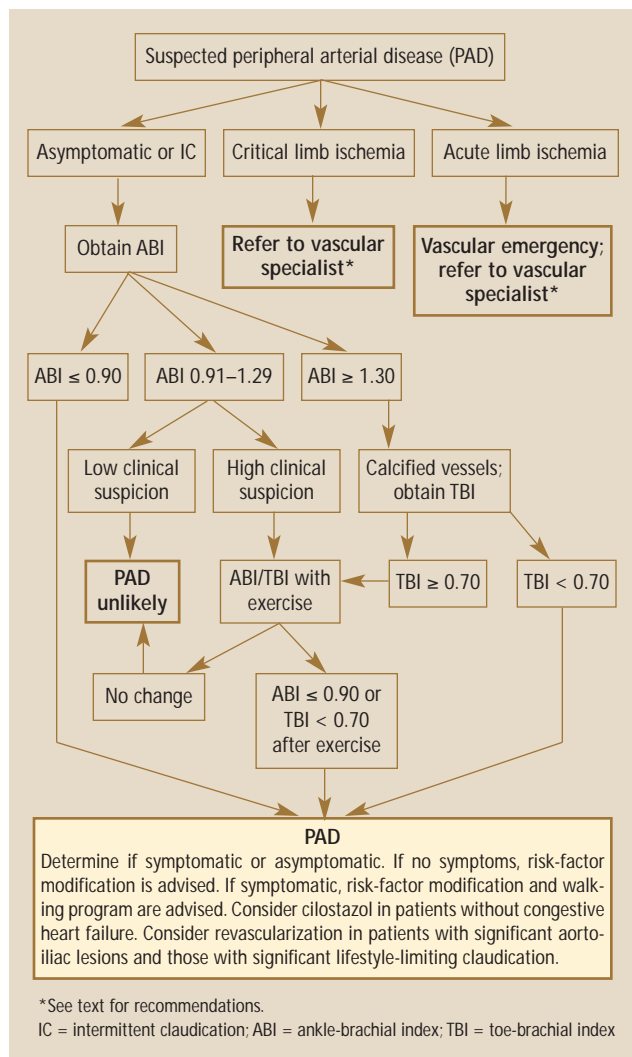 Suspected peripheral arterial disease (PAD)
Asymptomatic or IC
Critical limb ischemia
Acute limb ischemia
Obtain ABI
Refer to vascular
specialist*
Vascular emergency;
refer to vascular
specialist*
ABI ≤ 0.90
ABI 0.91–1.29
ABI ≥ 1.30
Low clinical
suspicion
High clinical
suspicion
Calcified vessels;
obtain TBI
PAD
unlikely
ABI/TBI with
exercise
TBI ≥ 0.70
TBI < 0.70
No change
ABI ≤ 0.90 or
TBI < 0.70
after exercise
PAD
Determine if symptomatic or asymptomatic. If no symptoms, risk-factor
modification is advised. If symptomatic, risk-factor modification and walk-
ing program are advised. Consider cilostazol in patients without congestive
heart failure. Consider revascularization in patients with significant aorto-
iliac lesions and those with significant lifestyle-limiting claudication.
*See text for recommendations.
IC = intermittent claudication; ABI = ankle-brachial index; TBI = toe-brachial index